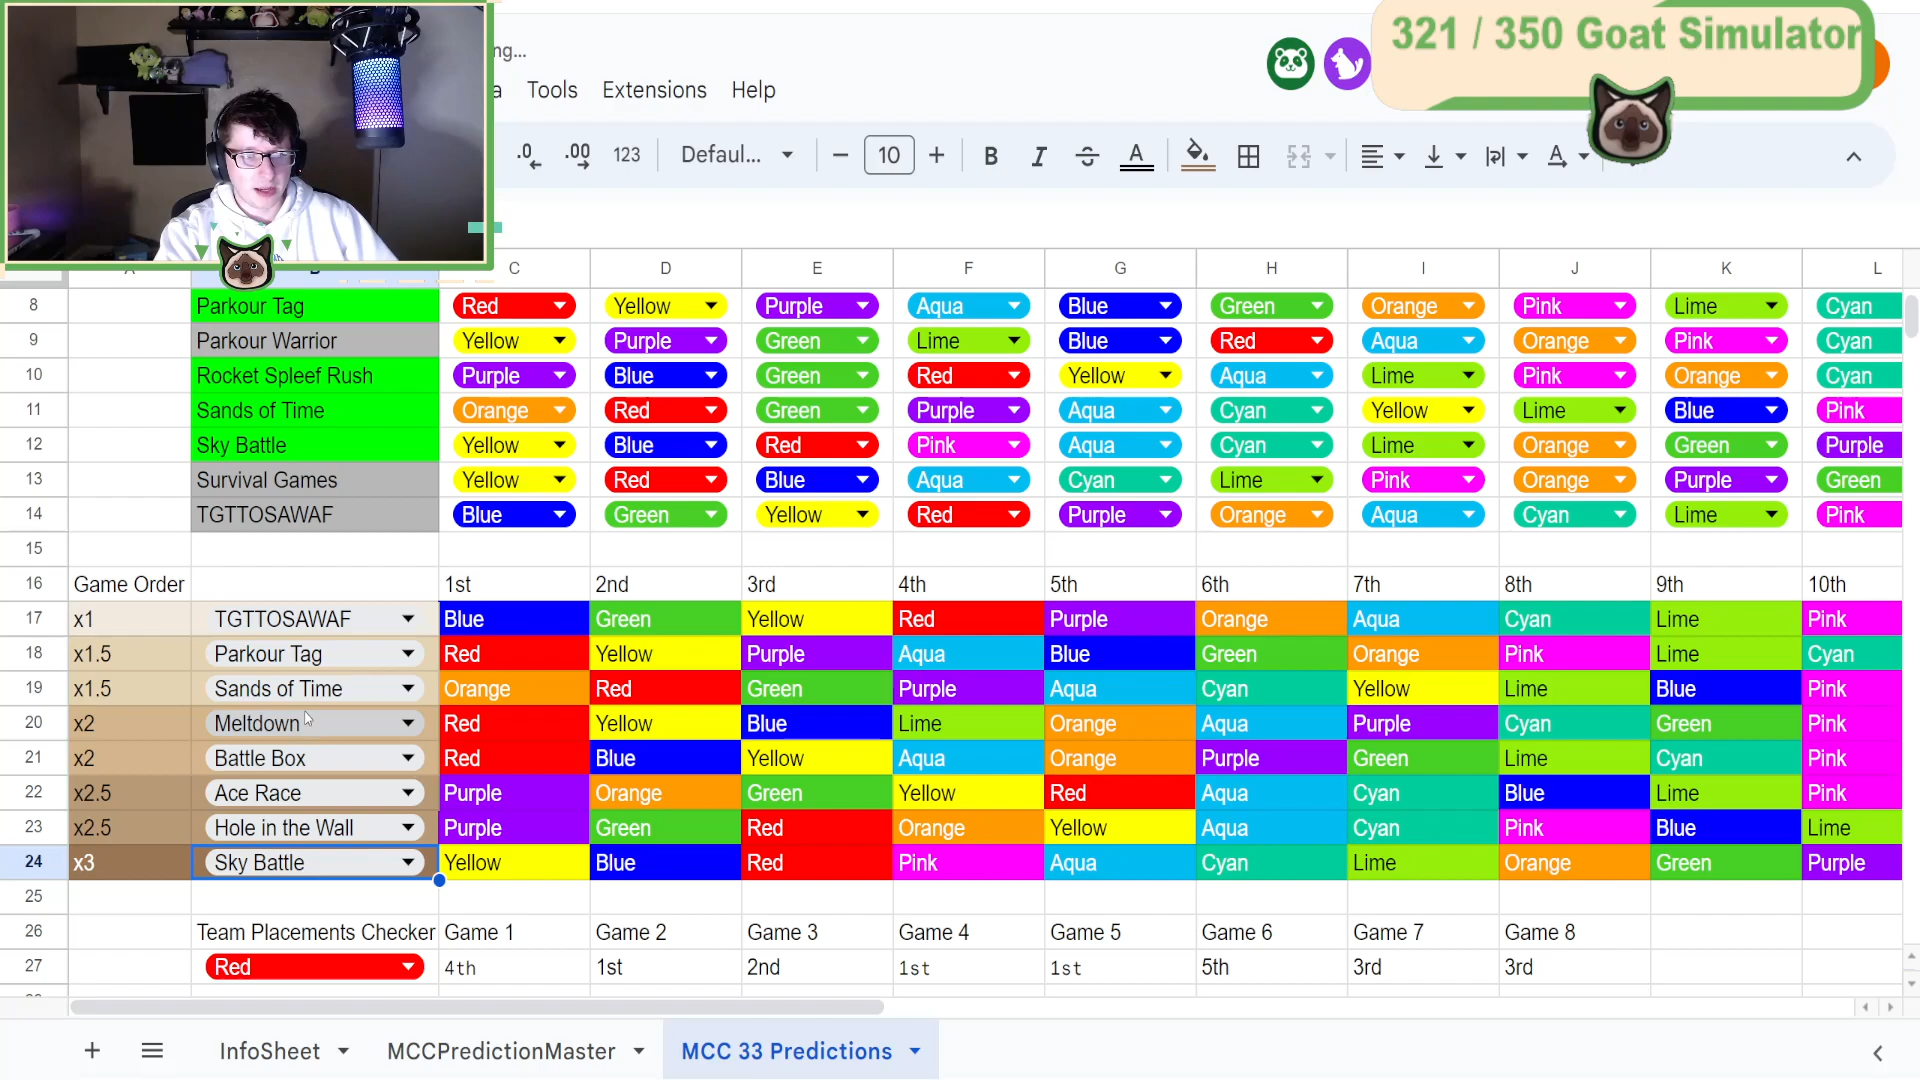 321 / 350 Goat Simulator
ng...
a Tools Extensions Help
.0 .00 123 Defaul... 10 B I S A A
A B C D E F G H I J K L
8 Parkour Tag Red Yellow Purple Aqua Blue Green Orange Pink Lime Cyan
9 Parkour Warrior Yellow Purple Green Lime Blue Red Aqua Orange Pink Cyan
10 Rocket Spleef Rush Purple Blue Green Red Yellow Aqua Lime Pink Orange Cyan
11 Sands of Time Orange Red Green Purple Aqua Cyan Yellow Lime Blue Pink
12 Sky Battle Yellow Blue Red Pink Aqua Cyan Lime Orange Green Purple
13 Survival Games Yellow Red Blue Aqua Cyan Lime Pink Orange Purple Green
14 TGTTOSAWAF Blue Green Yellow Red Purple Orange Aqua Cyan Lime Pink
15
16 Game Order 1st 2nd 3rd 4th 5th 6th 7th 8th 9th 10th
17 x1 TGTTOSAWAF Blue Green Yellow Red Purple Orange Aqua Cyan Lime Pink
18 x1.5 Parkour Tag Red Yellow Purple Aqua Blue Green Orange Pink Lime Cyan
19 x1.5 Sands of Time Orange Red Green Purple Aqua Cyan Yellow Lime Blue Pink
20 x2 Meltdown Red Yellow Blue Lime Orange Aqua Purple Cyan Green Pink
21 x2 Battle Box Red Blue Yellow Aqua Orange Purple Green Lime Cyan Pink
22 x2.5 Ace Race Purple Orange Green Yellow Red Aqua Cyan Blue Lime Pink
23 x2.5 Hole in the Wall Purple Green Red Orange Yellow Aqua Cyan Pink Blue Lime
24 x3 Sky Battle Yellow Blue Red Pink Aqua Cyan Lime Orange Green Purple
25
26 Team Placements Checker Game 1 Game 2 Game 3 Game 4 Game 5 Game 6 Game 7 Game 8
27 Red 4th 1st 2nd 1st 1st 5th 3rd 3rd
+ InfoSheet MCCPredictionMaster MCC 33 Predictions